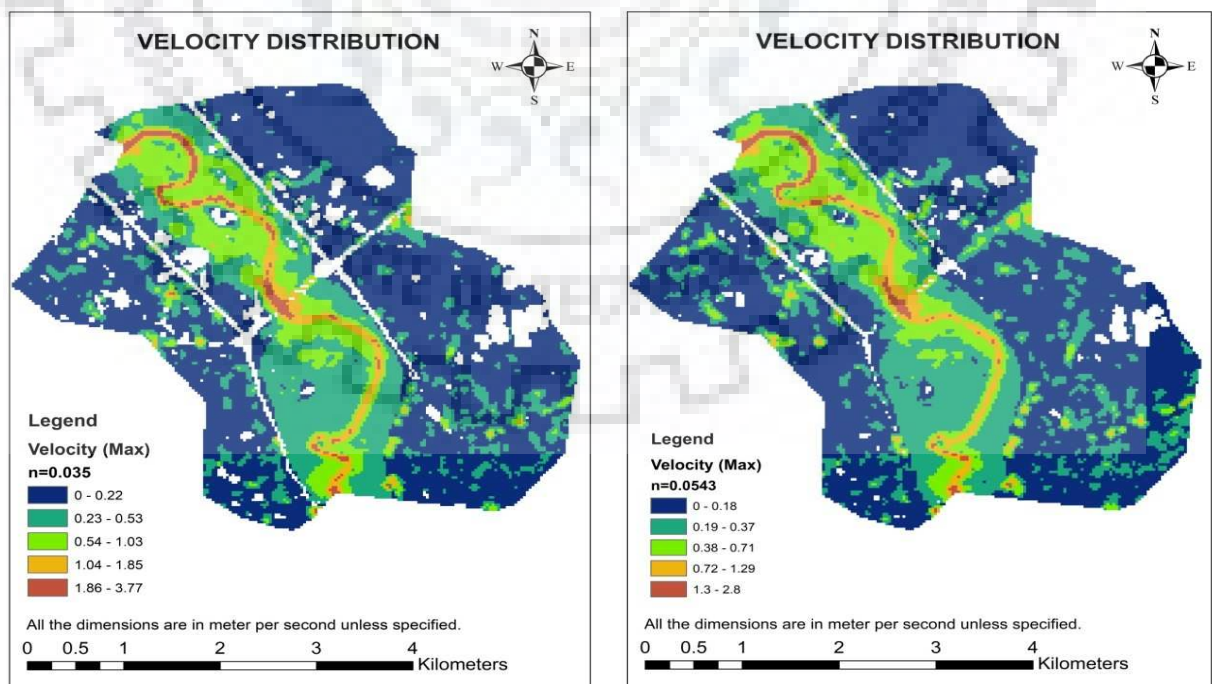 VELOCITY DISTRIBUTION
N
W E
S
Legend
Velocity (Max)
n=0.035
0 - 0.22
0.23 - 0.53
0.54 - 1.03
1.04 - 1.85
1.86 - 3.77
All the dimensions are in meter per second unless specified.
0 0.5 1 2 3 4
Kilometers
VELOCITY DISTRIBUTION
N
W E
S
Legend
Velocity (Max)
n=0.0543
0 - 0.18
0.19 - 0.37
0.38 - 0.71
0.72 - 1.29
1.3 - 2.8
All the dimensions are in meter per second unless specified.
0 0.5 1 2 3 4
Kilometers